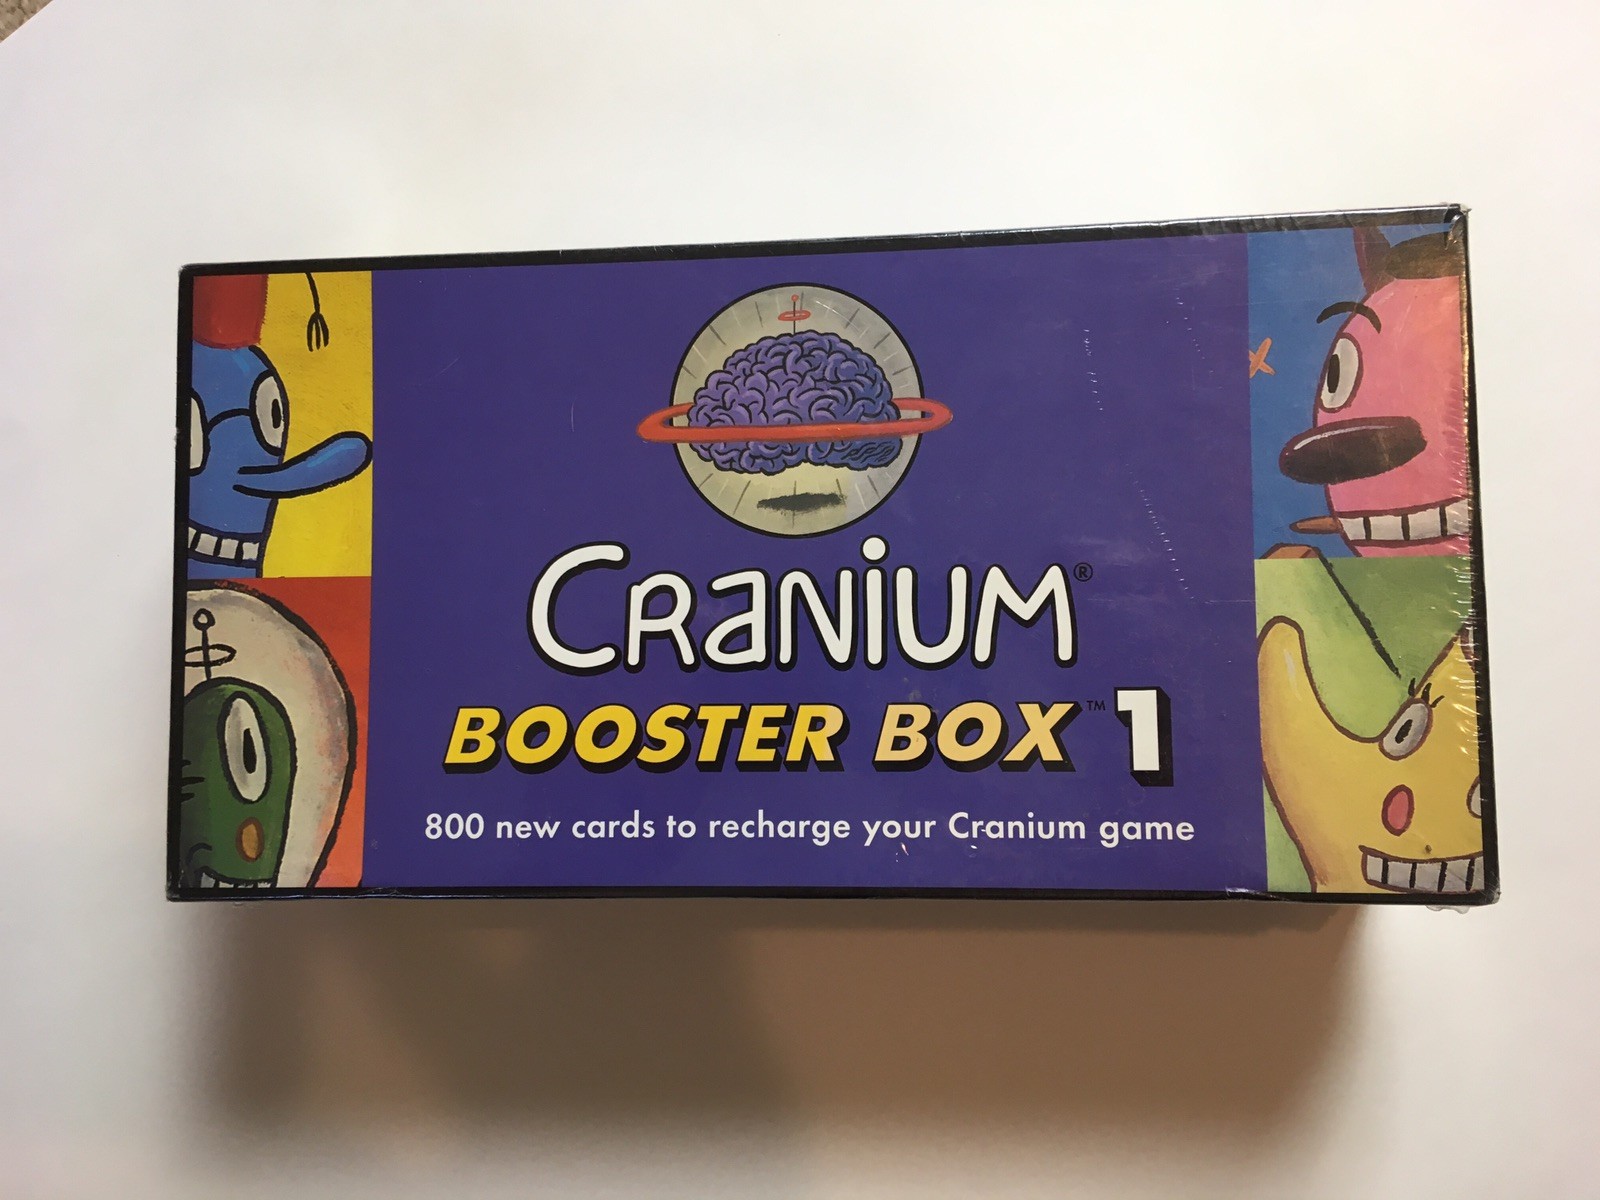 CRANIUM®
BOOSTER BOX™ 1
800 new cards to recharge your Cranium game